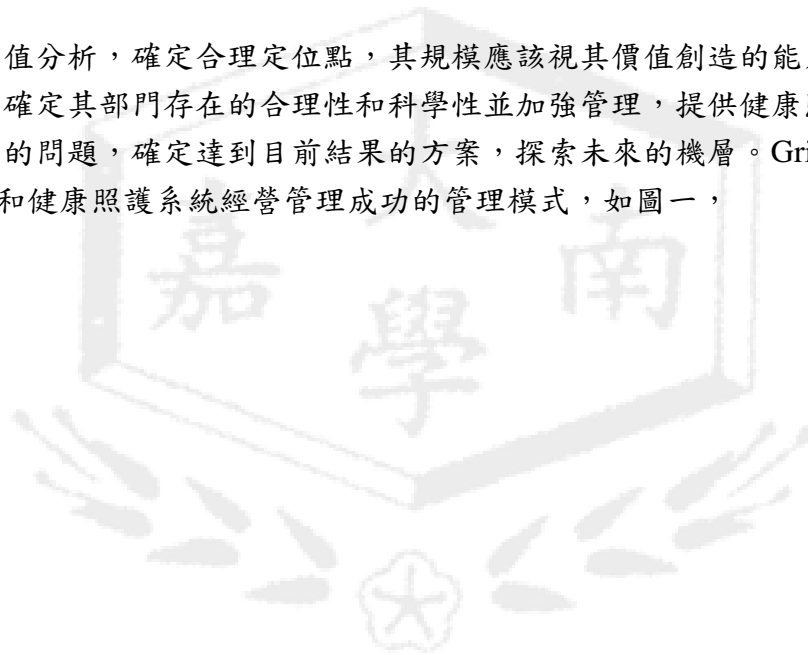 值分析，確定合理定位點，其規模應該視其價值創造的能
確定其部門存在的合理性和科學性並加強管理，提供健康
的問題，確定達到目前結果的方案，探索未來的機層。Gri
和健康照護系統經營管理成功的管理模式，如圖一，
大
嘉 南
學